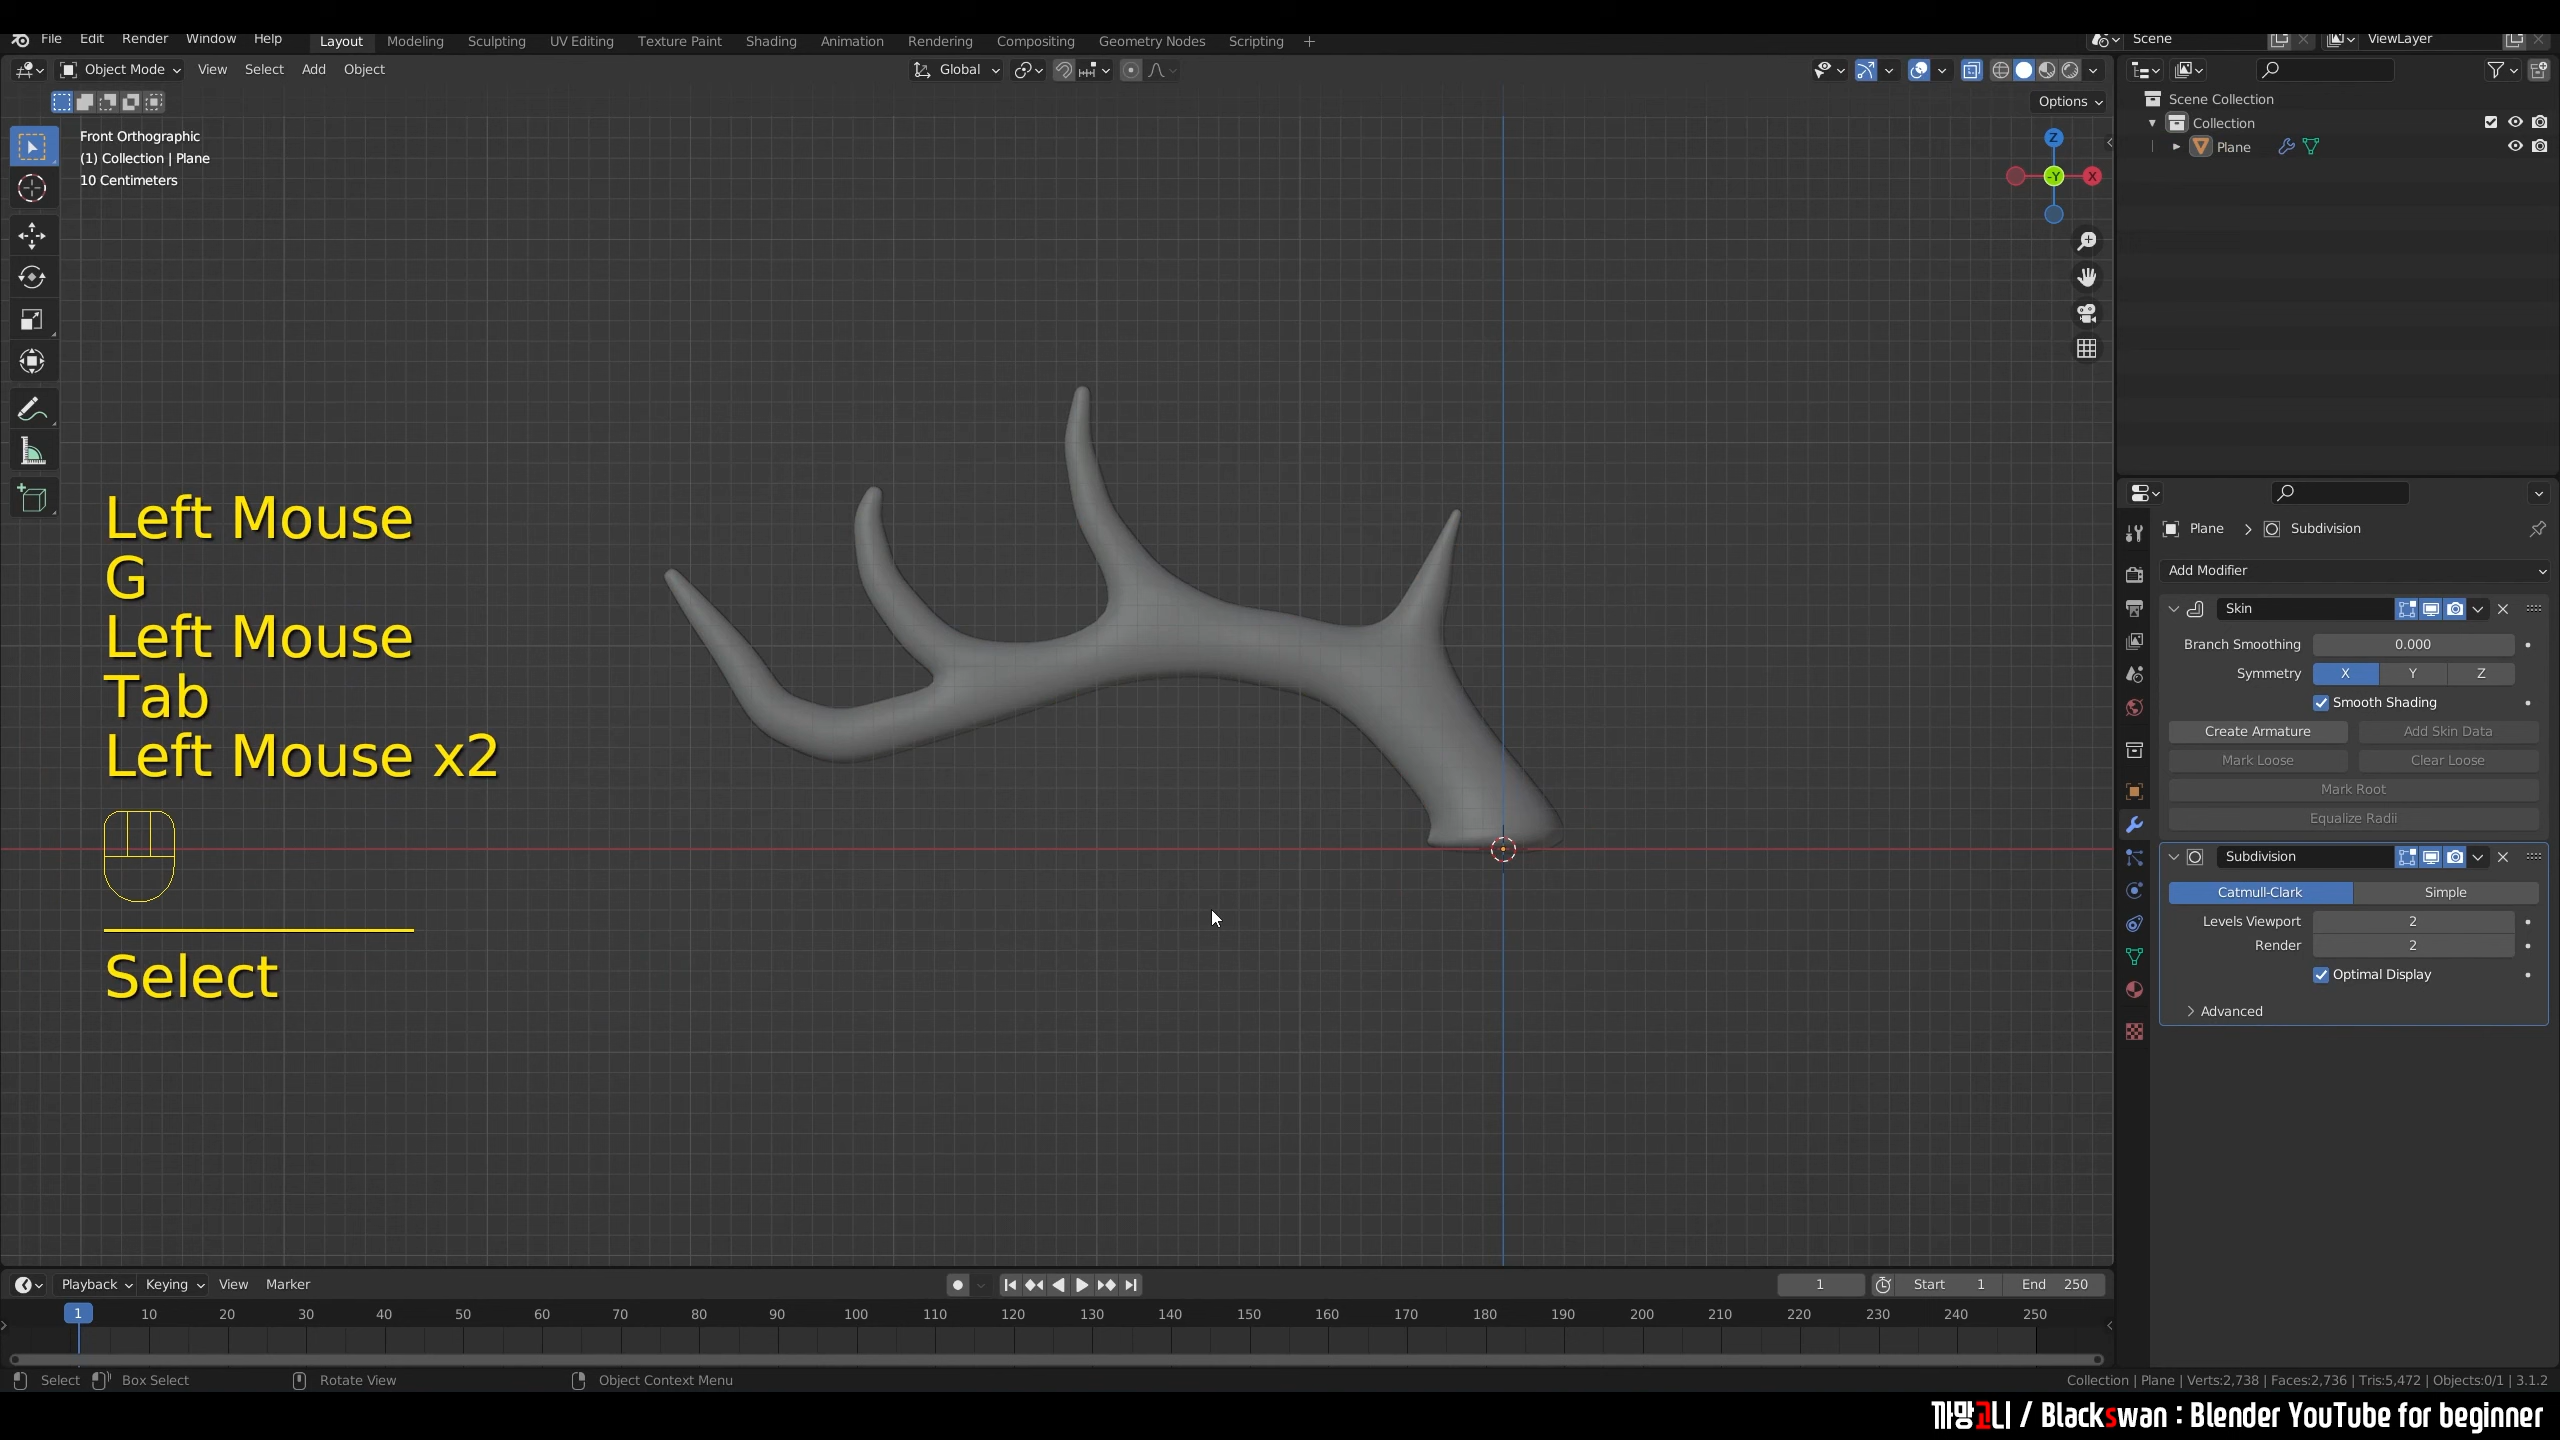 File Edit Render Window Help Layout Modeling Sculpting UV Editing Texture Paint Shading Animation Rendering Compositing Geometry Nodes Scripting + Scene ViewLayer
Object Mode View Select Add Object Global
Options
Front Orthographic
(1) Collection | Plane
10 Centimeters
Z
-Y X
Scene Collection
Collection
Plane
Left Mouse
G
Left Mouse
Tab
Left Mouse x2
Select
Plane > Subdivision
Add Modifier
Skin
Branch Smoothing 0.000
Symmetry X Y Z
Smooth Shading
Create Armature Add Skin Data
Mark Loose Clear Loose
Mark Root
Equalize Radii
Subdivision
Catmull-Clark Simple
Levels Viewport 2
Render 2
Optimal Display
Advanced
Playback Keying View Marker 1 Start 1 End 250
1 10 20 30 40 50 60 70 80 90 100 110 120 130 140 150 160 170 180 190 200 210 220 230 240 250
Select Box Select Rotate View Object Context Menu Collection | Plane | Verts:2,738 | Faces:2,736 | Tris:5,472 | Objects:0/1 | 3.1.2
까망고니 / Blackswan : Blender YouTube for beginner